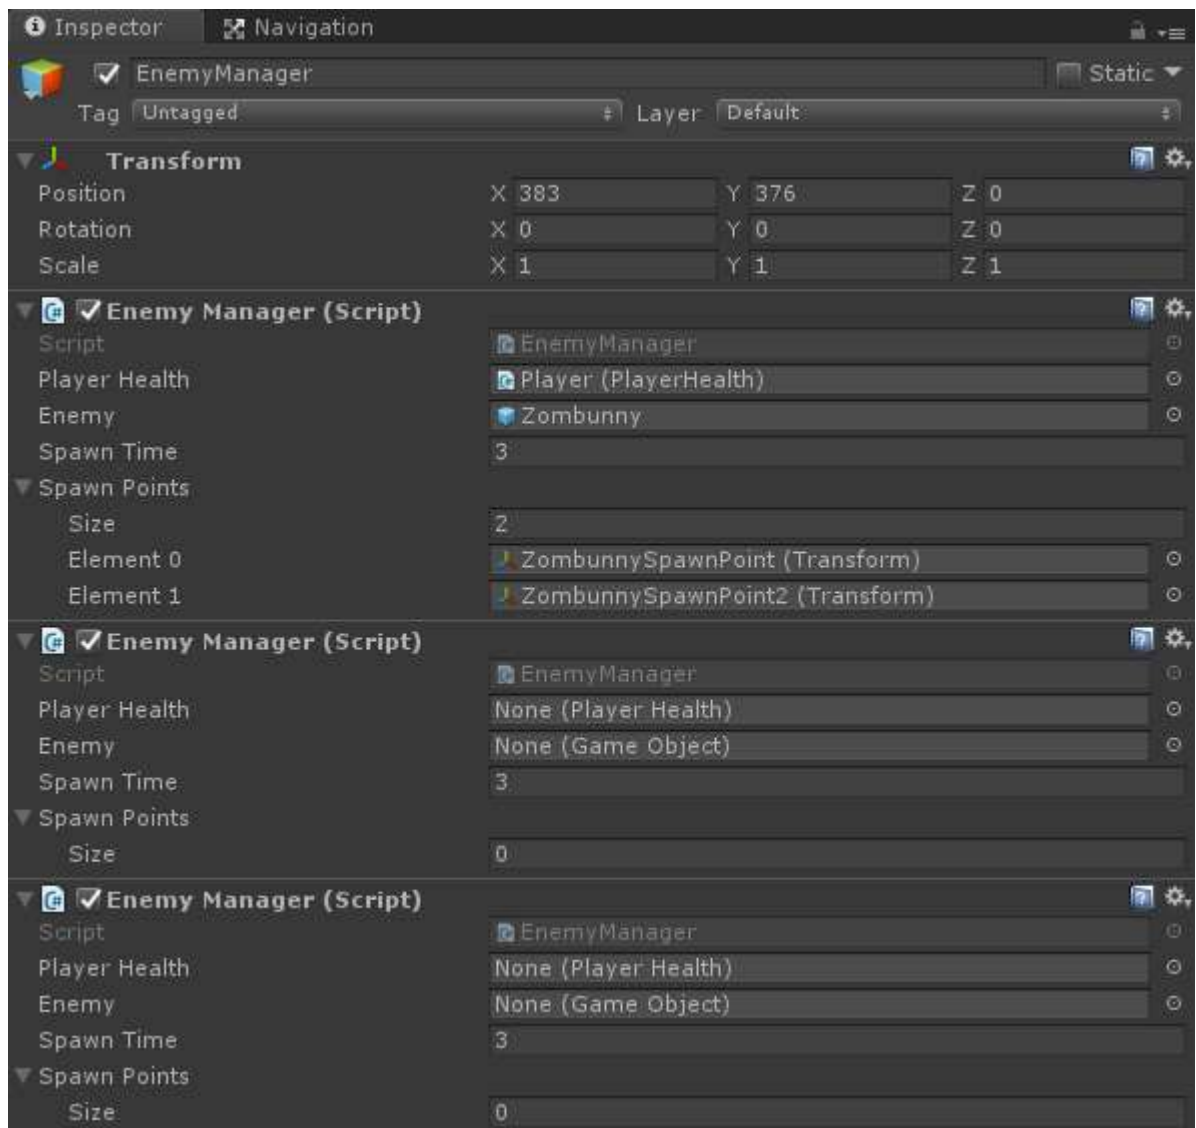 Inspector Navigation
EnemyManager Static
Tag Untagged Layer Default
Transform
Position X 383 Y 376 Z 0
Rotation X 0 Y 0 Z 0
Scale X 1 Y 1 Z 1
Enemy Manager (Script)
Script EnemyManager
Player Health Player (PlayerHealth)
Enemy Zombunny
Spawn Time 3
Spawn Points
Size 2
Element 0 ZombunnySpawnPoint (Transform)
Element 1 ZombunnySpawnPoint2 (Transform)
Enemy Manager (Script)
Script EnemyManager
Player Health None (Player Health)
Enemy None (Game Object)
Spawn Time 3
Spawn Points
Size 0
Enemy Manager (Script)
Script EnemyManager
Player Health None (Player Health)
Enemy None (Game Object)
Spawn Time 3
Spawn Points
Size 0